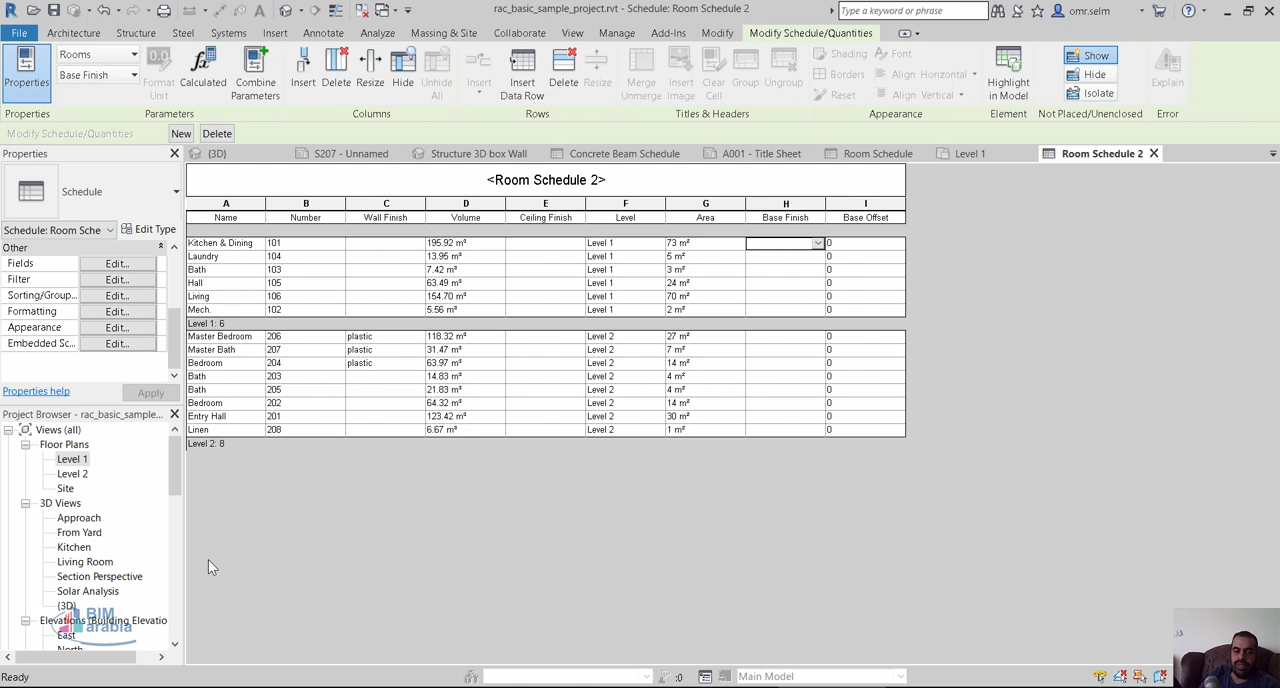 rac_basic_sample_project.rvt - Schedule: Room Schedule 2
Type a keyword or phrase
omr.selm
File Architecture Structure Steel Systems Insert Annotate Analyze Massing & Site Collaborate View Manage Add-Ins Modify Modify Schedule/Quantities
Properties
Rooms
Base Finish
Format Unit
Calculated
Combine Parameters
Insert Delete Resize Hide Unhide All
Insert
Insert Data Row
Delete Resize
Merge Unmerge
Insert Image
Clear Cell
Group Ungroup
Shading
Borders
Reset
Font
Align Horizontal
Align Vertical
Highlight in Model
Show
Hide
Isolate
Explain
Properties Parameters Columns Rows Titles & Headers Appearance Element Not Placed/Unenclosed Error
Modify Schedule/Quantities New Delete
Properties
{3D} S207 - Unnamed Structure 3D box Wall Concrete Beam Schedule A001 - Title Sheet Room Schedule Level 1 Room Schedule 2
Schedule
Schedule: Room Sche
Edit Type
Other
Fields Edit...
Filter Edit...
Sorting/Group... Edit...
Formatting Edit...
Appearance Edit...
Embedded Sc... Edit...
Properties help
Apply
Project Browser - rac_basic_sample...
Views (all)
Floor Plans
Level 1
Level 2
Site
3D Views
Approach
From Yard
Kitchen
Living Room
Section Perspective
Solar Analysis
{3D}
Elevations (Building Elevatio
East
North
BIM
arabia
<Room Schedule 2>
A B C D E F G H I
Name Number Wall Finish Volume Ceiling Finish Level Area Base Finish Base Offset
Kitchen & Dining 101 195.92 m³ Level 1 73 m² 0
Laundry 104 13.95 m³ Level 1 5 m² 0
Bath 103 7.42 m³ Level 1 3 m² 0
Hall 105 63.49 m³ Level 1 24 m² 0
Living 106 154.70 m³ Level 1 70 m² 0
Mech. 102 5.56 m³ Level 1 2 m² 0
Level 1: 6
Master Bedroom 206 plastic 118.32 m³ Level 2 27 m² 0
Master Bath 207 plastic 31.47 m³ Level 2 7 m² 0
Bedroom 204 plastic 63.97 m³ Level 2 14 m² 0
Bath 203 14.83 m³ Level 2 4 m² 0
Bath 205 21.83 m³ Level 2 4 m² 0
Bedroom 202 64.32 m³ Level 2 14 m² 0
Entry Hall 201 123.42 m³ Level 2 30 m² 0
Linen 208 6.67 m³ Level 2 1 m² 0
Level 2: 8
Ready
:0
Main Model